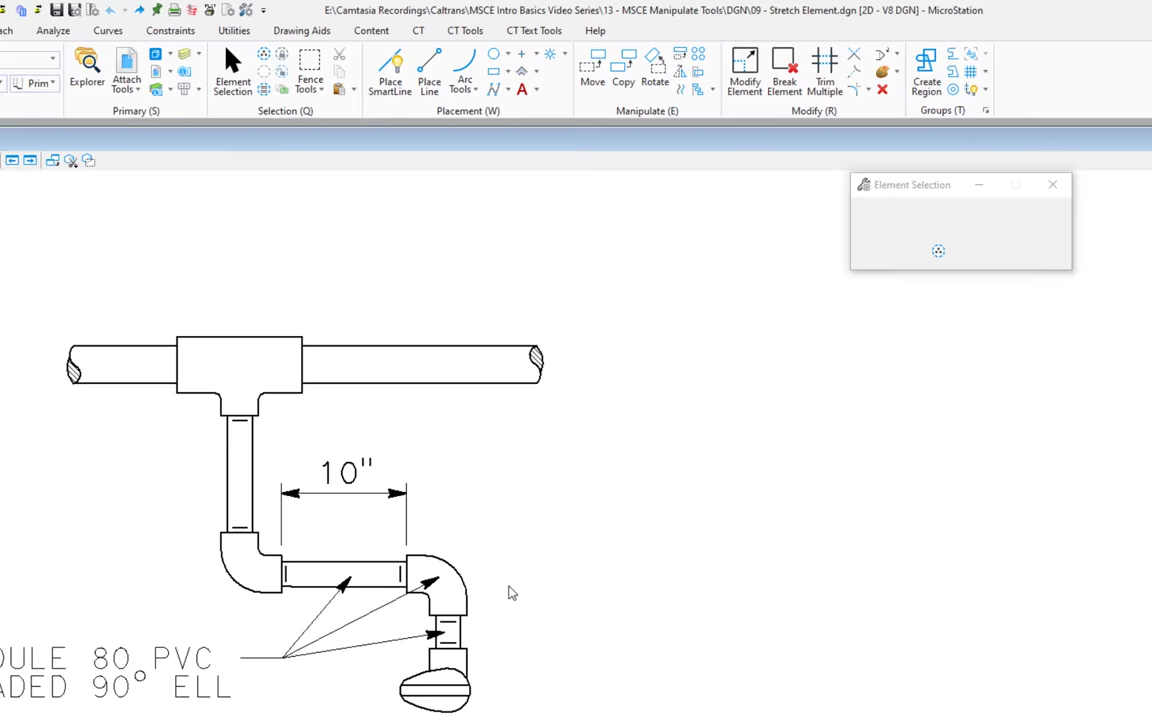 E:\Camtasia Recordings\Caltrans\MSCE Intro Basics Video Series\13 - MSCE Manipulate Tools\DGN\09 - Stretch Element.dgn [2D - V8 DGN] - MicroStation
ach Analyze Curves Constraints Utilities Drawing Aids Content CT CT Tools CT Text Tools Help
Prim
Explorer
Attach Tools
Element Selection
Fence Tools
Place SmartLine
Place Line
Arc Tools
Move
Copy
Rotate
Modify Element
Break Element
Trim Multiple
Create Region
Primary (S)
Selection (Q)
Placement (W)
Manipulate (E)
Modify (R)
Groups (T)
Element Selection
10"
DULE 80 PVC
ADED 90° ELL